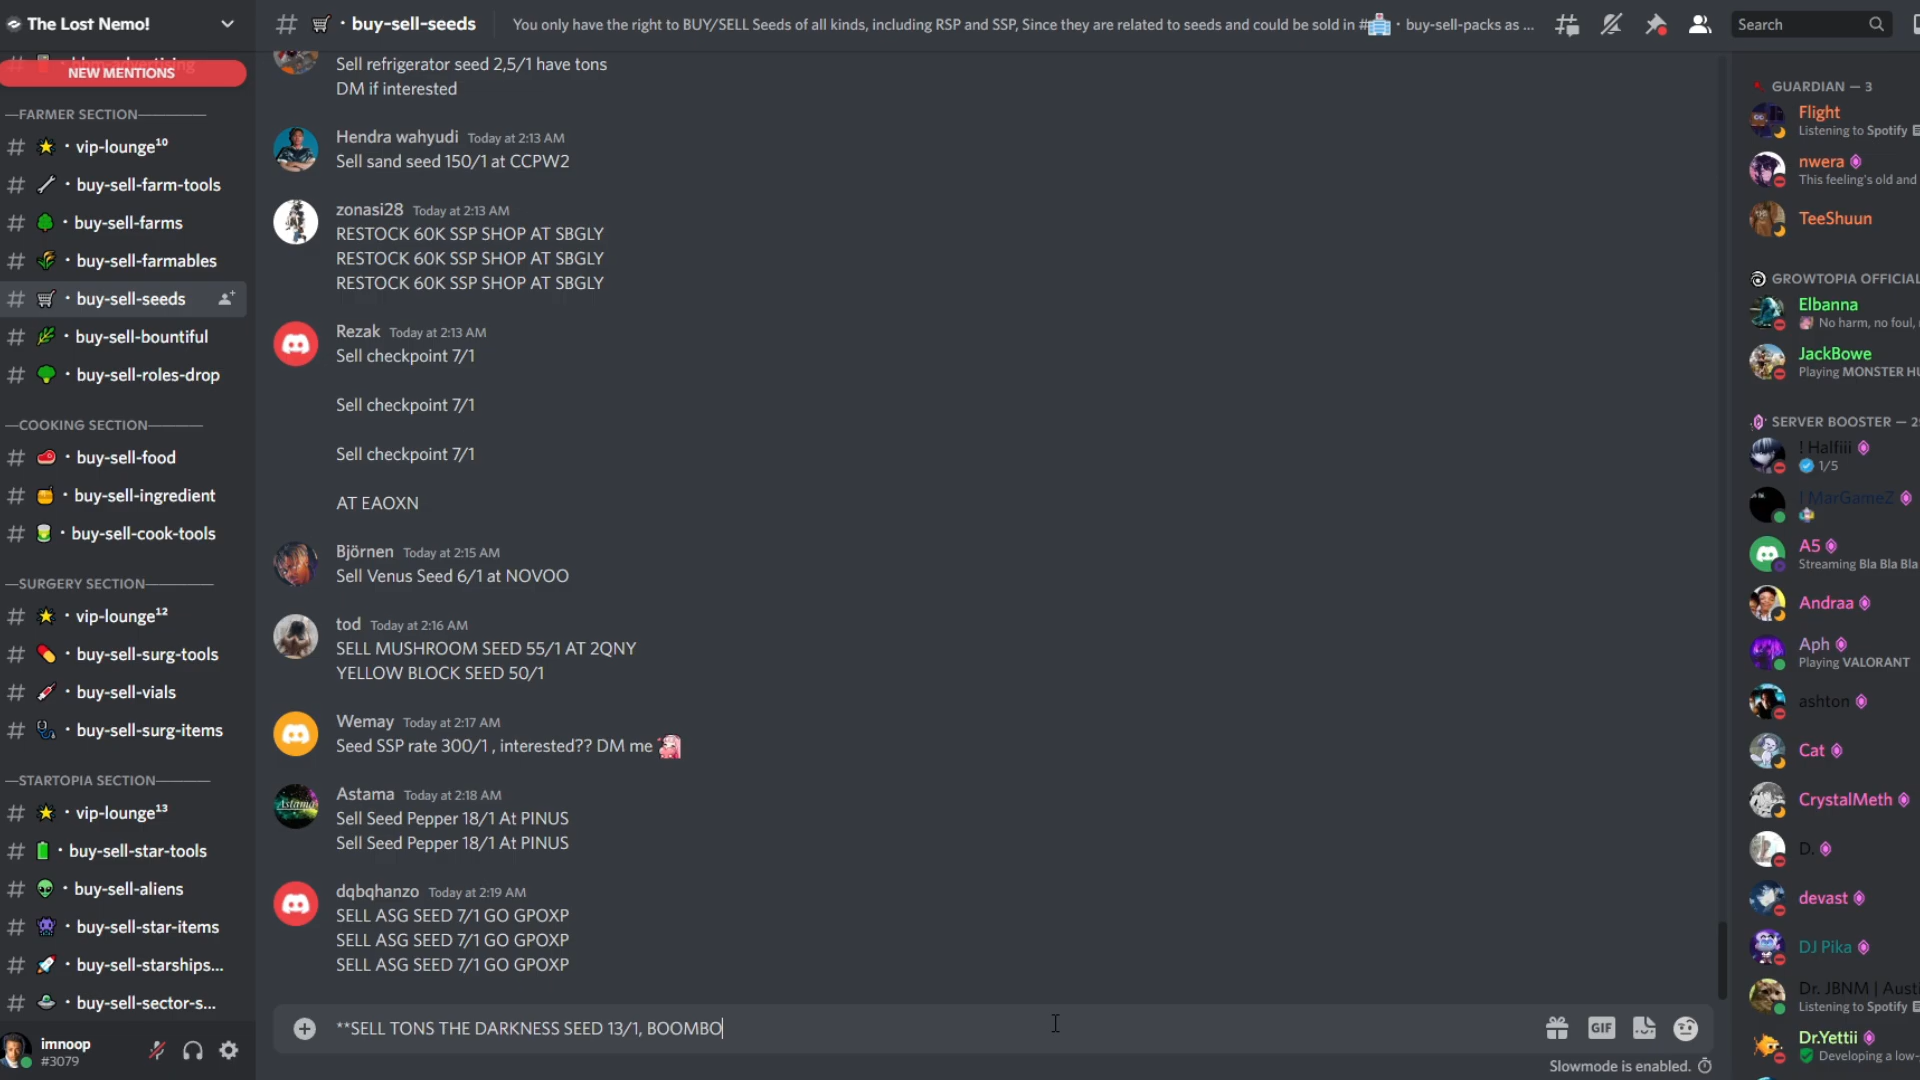 The Lost Nemo!
NEW MENTIONS
—FARMER SECTION————
vip-lounge¹⁰
buy-sell-farm-tools
buy-sell-farms
buy-sell-farmables
buy-sell-seeds
buy-sell-bountiful
buy-sell-roles-drop
—COOKING SECTION————
buy-sell-food
buy-sell-ingredient
buy-sell-cook-tools
—SURGERY SECTION————
vip-lounge¹²
buy-sell-surg-tools
buy-sell-vials
buy-sell-surg-items
—STARTOPIA SECTION————
vip-lounge¹³
buy-sell-star-tools
buy-sell-aliens
buy-sell-star-items
buy-sell-starships...
buy-sell-sector-s...
imnoop
#3079
buy-sell-seeds
You only have the right to BUY/SELL Seeds of all kinds, including RSP and SSP, Since they are related to seeds and could be sold in #🏥・buy-sell-packs as ...
Search
Sell refrigerator seed 2,5/1 have tons
DM if interested
Hendra wahyudi Today at 2:13 AM
Sell sand seed 150/1 at CCPW2
zonasi28 Today at 2:13 AM
RESTOCK 60K SSP SHOP AT SBGLY
RESTOCK 60K SSP SHOP AT SBGLY
RESTOCK 60K SSP SHOP AT SBGLY
Rezak Today at 2:13 AM
Sell checkpoint 7/1
Sell checkpoint 7/1
Sell checkpoint 7/1
AT EAOXN
Björnen Today at 2:15 AM
Sell Venus Seed 6/1 at NOVOO
tod Today at 2:16 AM
SELL MUSHROOM SEED 55/1 AT 2QNY
YELLOW BLOCK SEED 50/1
Wemay Today at 2:17 AM
Seed SSP rate 300/1 , interested?? DM me
Astama Today at 2:18 AM
Sell Seed Pepper 18/1 At PINUS
Sell Seed Pepper 18/1 At PINUS
dqbqhanzo Today at 2:19 AM
SELL ASG SEED 7/1 GO GPOXP
SELL ASG SEED 7/1 GO GPOXP
SELL ASG SEED 7/1 GO GPOXP
**SELL TONS THE DARKNESS SEED 13/1, BOOMBO
GIF
Slowmode is enabled.
GUARDIAN — 3
Flight
Listening to Spotify
nwera
This feeling's old and
TeeShuun
GROWTOPIA OFFICIAL
Elbanna
No harm, no foul,
JackBowe
Playing MONSTER HU
SERVER BOOSTER — 2
! Halfiii
1/5
| MarGameZ
A5
Streaming Bla Bla Bla
Andraa
Aph
Playing VALORANT
ashton
Cat
CrystalMeth
D.
devast
DJ Pika
Dr. JBNM | Austi
Listening to Spotify
Dr.Yettii
Developing a low-